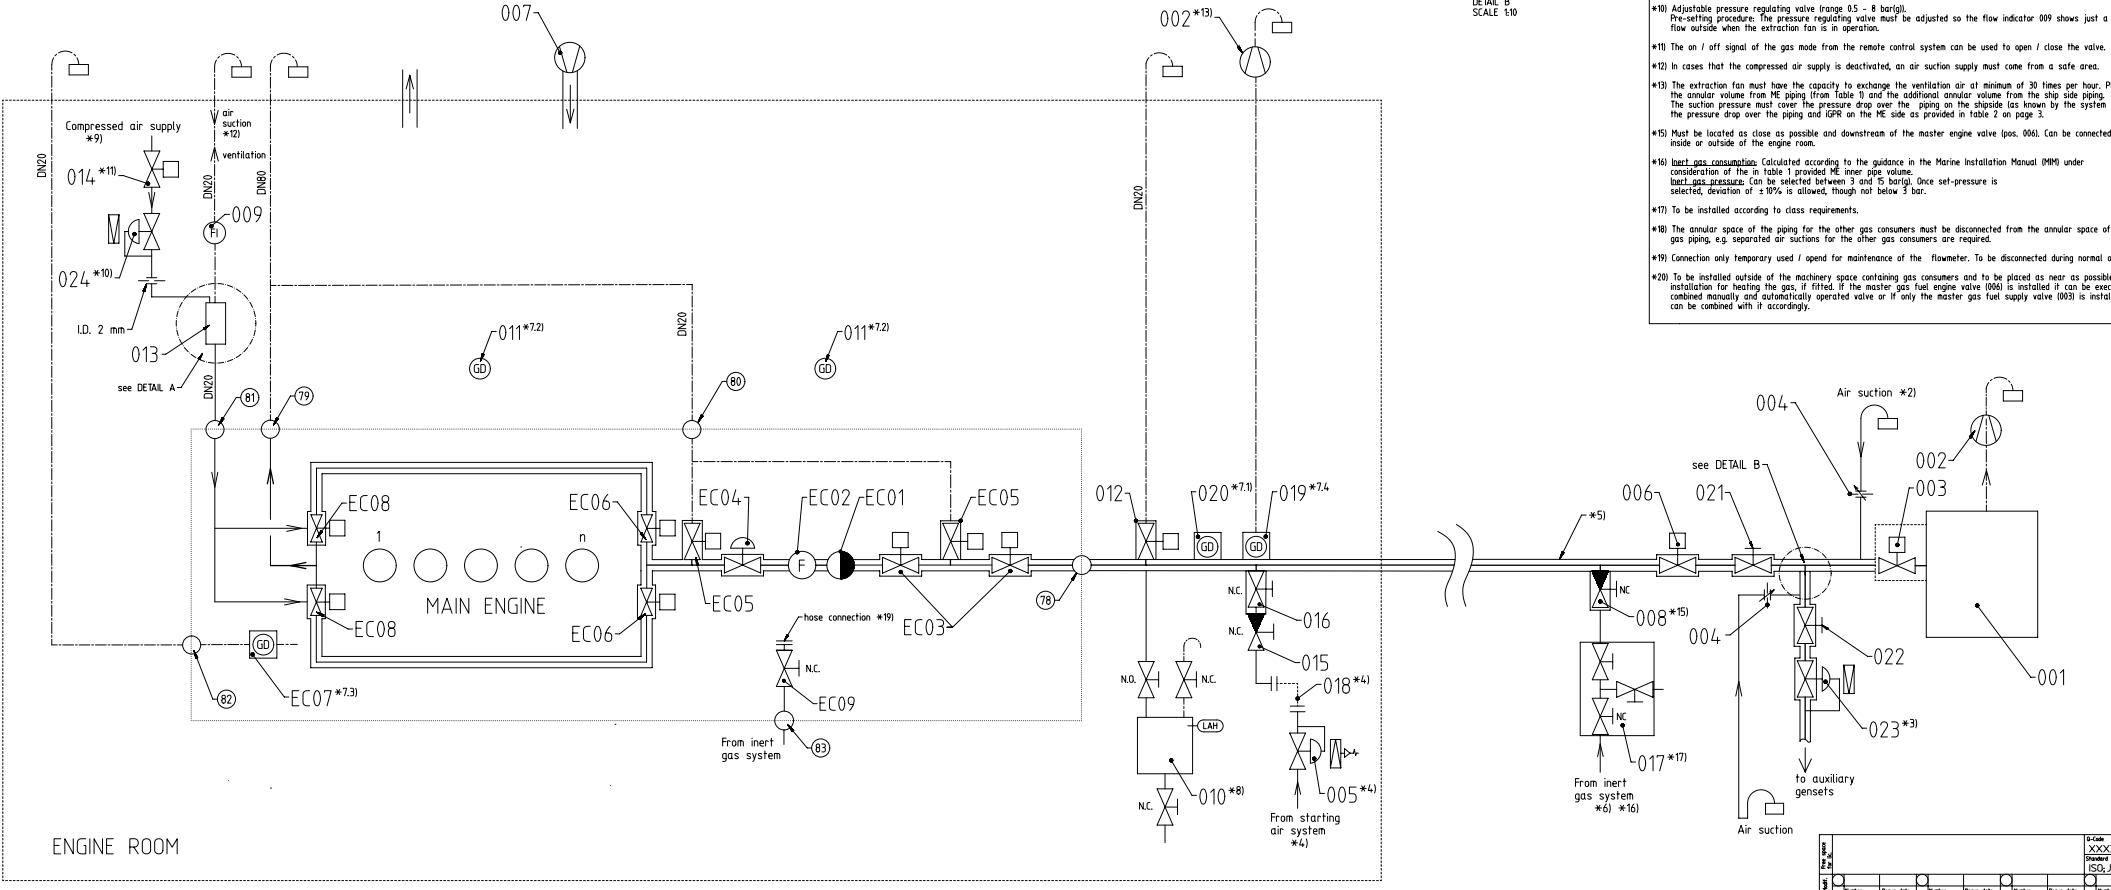 007
002 *13)
DETAIL B
SCALE 1:10
*10) Adjustable pressure regulating valve (range 0.5 - 8 bar(g)).
Pre-setting procedure: The pressure regulating valve must be adjusted so the flow indicator 009 shows just a
flow outside when the extraction fan is in operation.
*11) The on / off signal of the gas mode from the remote control system can be used to open / close the valve.
*12) In cases that the compressed air supply is deactivated, an air suction supply must come from a safe area.
*13) The extraction fan must have the capacity to exchange the ventilation air at minimum of 30 times per hour.
the annular volume from ME piping (from Table 1) and the additional annular volume from the ship side piping.
The suction pressure must cover the pressure drop over the piping on the shipside (as known by the system
the pressure drop over the piping and iGPR on the ME side as provided in table 2 on page 3.
*15) Must be located as close as possible and downstream of the master engine valve (pos. 006). Can be connected
inside or outside of the engine room.
*16) Inert gas consumption: Calculated according to the guidance in the Marine Installation Manual (MIM) under
consideration of the in table 1 provided ME inner pipe volume.
Inert gas pressure: Can be selected between 3 and 15 bar(g). Once set-pressure is
selected, deviation of ±10% is allowed, though not below 3 bar.
*17) To be installed according to class requirements.
*18) The annular space of the piping for the other gas consumers must be disconnected from the annular space of
gas piping, e.g. separated air suctions for the other gas consumers are required.
*19) Connection only temporary used / opend for maintenance of the flowmeter. To be disconnected during normal
*20) To be installed outside of the machinery space containing gas consumers and to be placed as near as possible
installation for heating the gas, if fitted. If the master gas fuel engine valve (006) is installed it can be
combined manually and automatically operated valve or If only the master gas fuel supply valve (003) is
can be combined with it accordingly.
Compressed air supply
*9)
air
suction
*12)
ventilation
DN20
DN20
DN80
DN20
014 *11)
009
FI
024 *10)
I.D. 2 mm
013
see DETAIL A
DN20
DN20
011 *7.2)
GD
011 *7.2)
GD
81
79
80
Air suction *2)
004
002
see DETAIL B
003
EC08
EC06
EC04
EC02
EC01
EC05
012
020 *7.1)
019 *7.4
GD
GD
*5)
006
021
1
n
F
MAIN ENGINE
EC08
EC06
EC05
EC03
78
N.C.
016
N.C.
015
NC
008 *15)
004
022
001
hose connection *19)
N.C.
EC09
83
From inert
gas system
GD
EC07 *7.3)
82
N.O.
N.C.
LAH
010 *8)
N.C.
018 *4)
005 *4)
From starting
air system
*4)
NC
017 *17)
From inert
gas system
*6) *16)
023 *3)
to auxiliary
gensets
Air suction
ENGINE ROOM
Free space
for lic.
Q-Code
XXX
Standard
ISO; J
Modif.